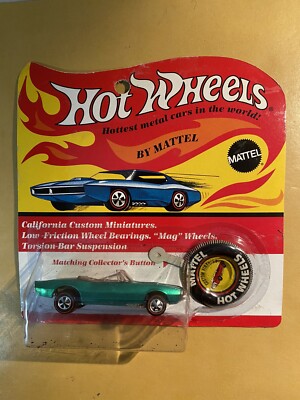 Hot Wheels
Hottest metal cars in the world!
BY MATTEL
MATTEL
California Custom Miniatures.
Low-Friction Wheel Bearings. "Mag" Wheels.
Torsion-Bar Suspension
Matching Collector's Button
MATTEL
HOT WHEELS